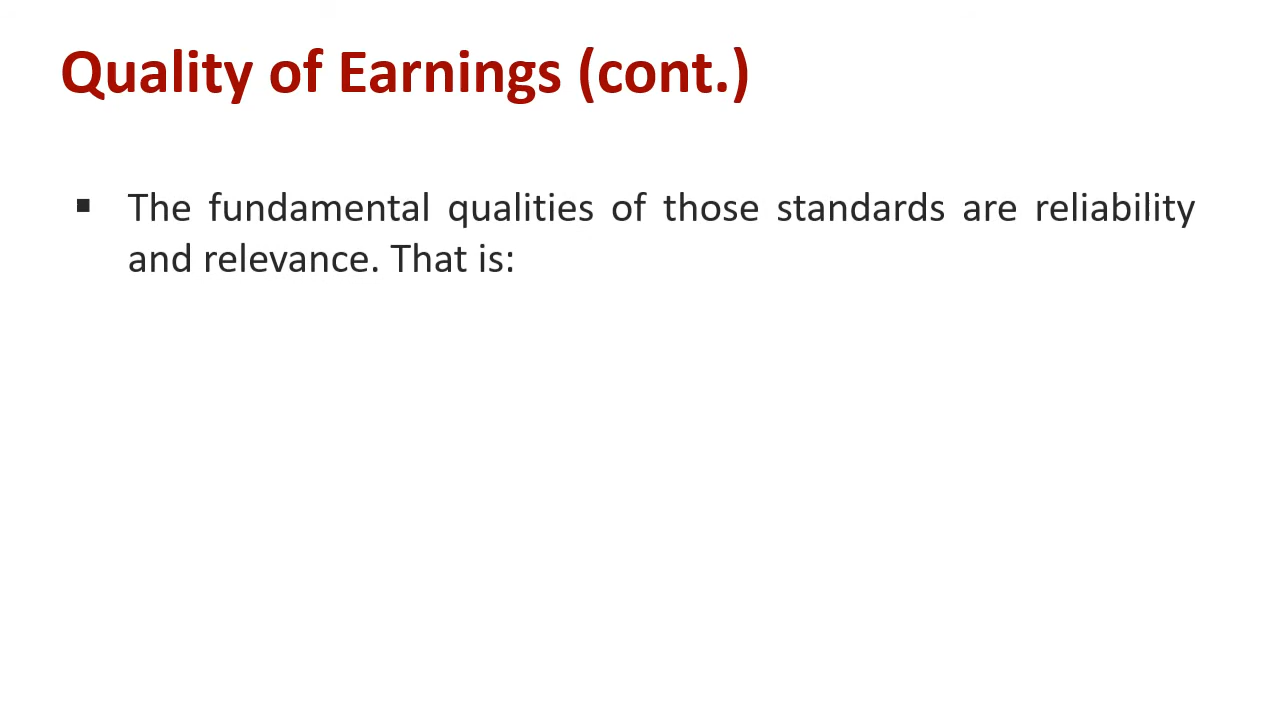 Quality of Earnings (cont.)
▪ The fundamental qualities of those standards are reliability
and relevance. That is: